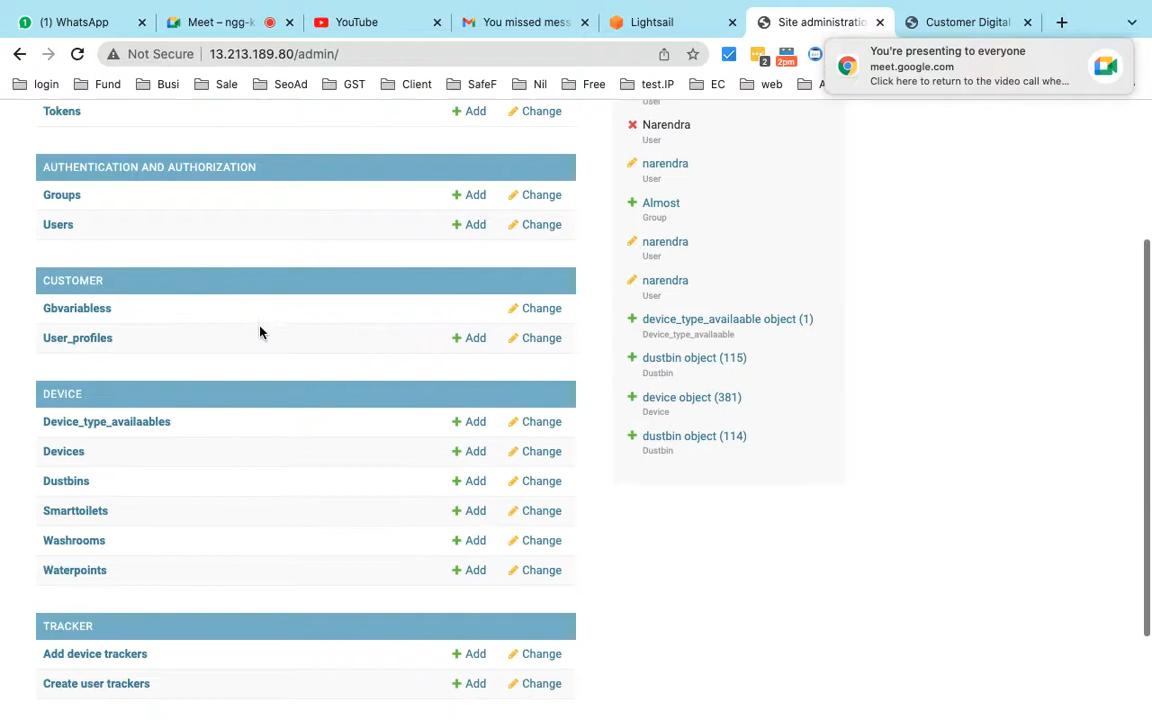 (1) WhatsApp
Meet – ngg-k
YouTube
You missed mess
Lightsail
Site administratio
Customer Digital
Not Secure
13.213.189.80/admin/
2
2pm
You're presenting to everyone
meet.google.com
Click here to return to the video call whe...
login
Fund
Busi
Sale
SeoAd
GST
Client
SafeF
Nil
Free
test.IP
EC
web
Tokens
Add
Change
AUTHENTICATION AND AUTHORIZATION
Groups
Add
Change
Users
Add
Change
CUSTOMER
Gbvariabless
Change
User_profiles
Add
Change
DEVICE
Device_type_availaables
Add
Change
Devices
Add
Change
Dustbins
Add
Change
Smarttoilets
Add
Change
Washrooms
Add
Change
Waterpoints
Add
Change
TRACKER
Add device trackers
Add
Change
Create user trackers
Add
Change
User
Narendra
User
narendra
User
Almost
Group
narendra
User
narendra
User
device_type_availaable object (1)
Device_type_availaable
dustbin object (115)
Dustbin
device object (381)
Device
dustbin object (114)
Dustbin